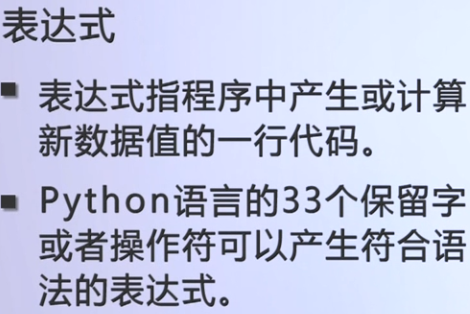 表达式
表达式指程序中产生或计算
新数据值的一行代码。
Python语言的33个保留字
或者操作符可以产生符合语
法的表达式。